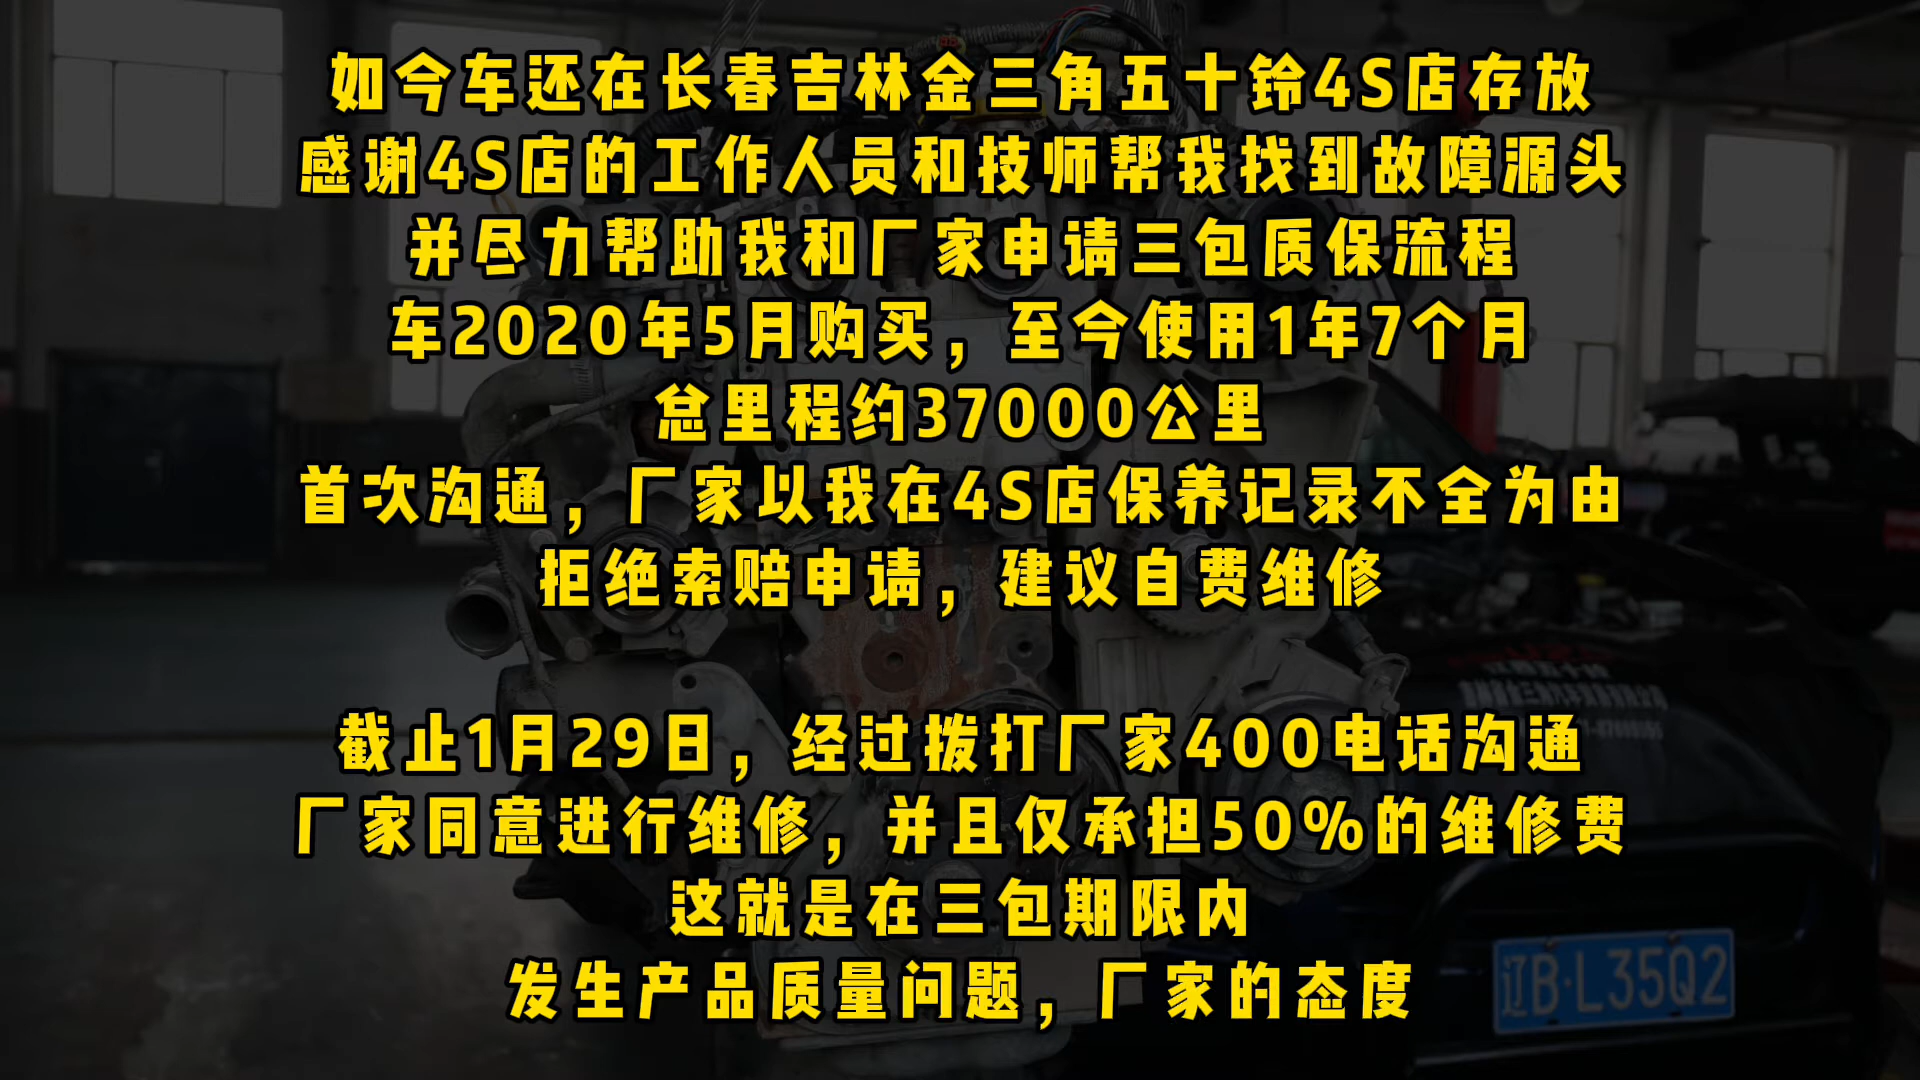 如今车还在长春吉林金三角五十铃4S店存放
感谢4S店的工作人员和技师帮我找到故障源头
并尽力帮助我和厂家申请三包质保流程
车2020年5月购买，至今使用1年7个月
总里程约37000公里
首次沟通，厂家以我在4S店保养记录不全为由
拒绝索赔申请，建议自费维修
截止1月29日，经过拨打厂家400电话沟通
厂家同意进行维修，并且仅承担50%的维修费
这就是在三包期限内
发生产品质量问题，厂家的态度
辽B·L35Q2